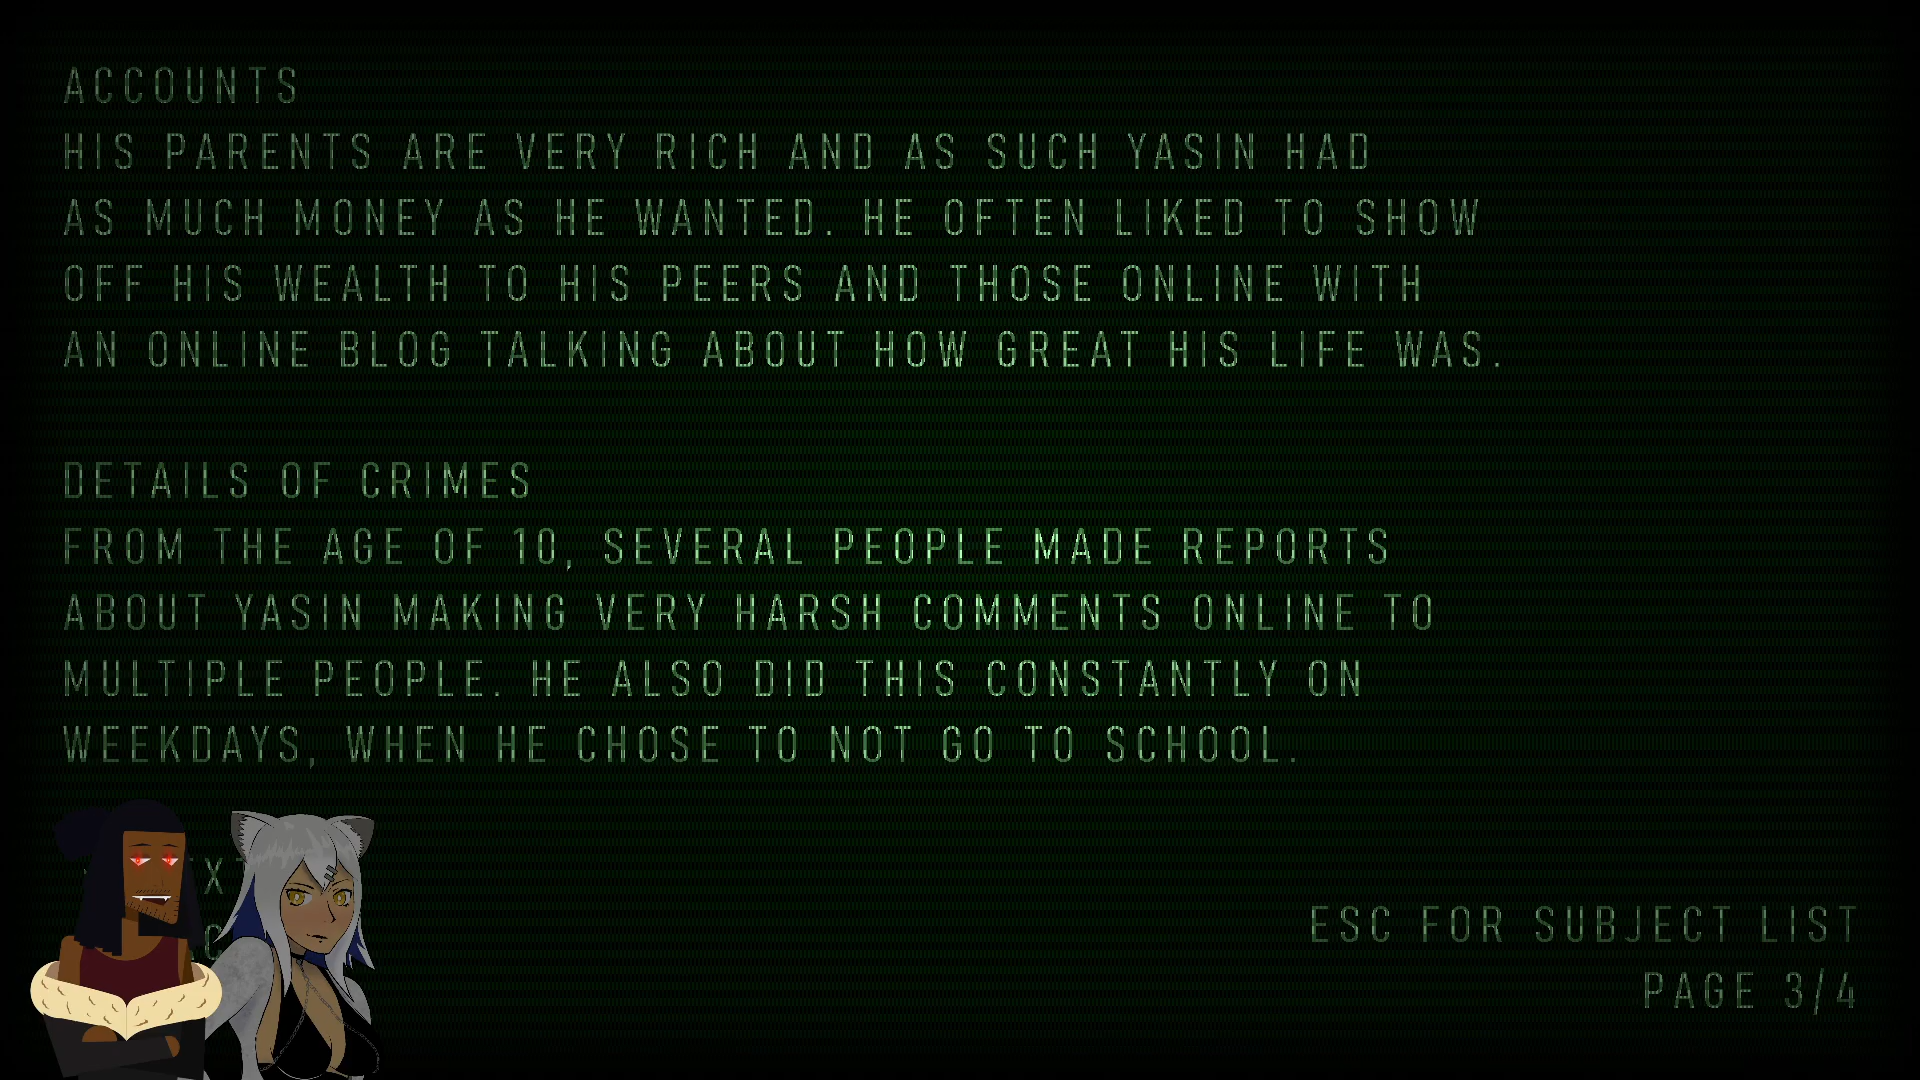 ACCOUNTS
HIS PARENTS ARE VERY RICH AND AS SUCH YASIN HAD
AS MUCH MONEY AS HE WANTED. HE OFTEN LIKED TO SHOW
OFF HIS WEALTH TO HIS PEERS AND THOSE ONLINE WITH
AN ONLINE BLOG TALKING ABOUT HOW GREAT HIS LIFE WAS.
DETAILS OF CRIMES
FROM THE AGE OF 10, SEVERAL PEOPLE MADE REPORTS
ABOUT YASIN MAKING VERY HARSH COMMENTS ONLINE TO
MULTIPLE PEOPLE. HE ALSO DID THIS CONSTANTLY ON
WEEKDAYS, WHEN HE CHOSE TO NOT GO TO SCHOOL.
ESC FOR SUBJECT LIST
PAGE 3/4